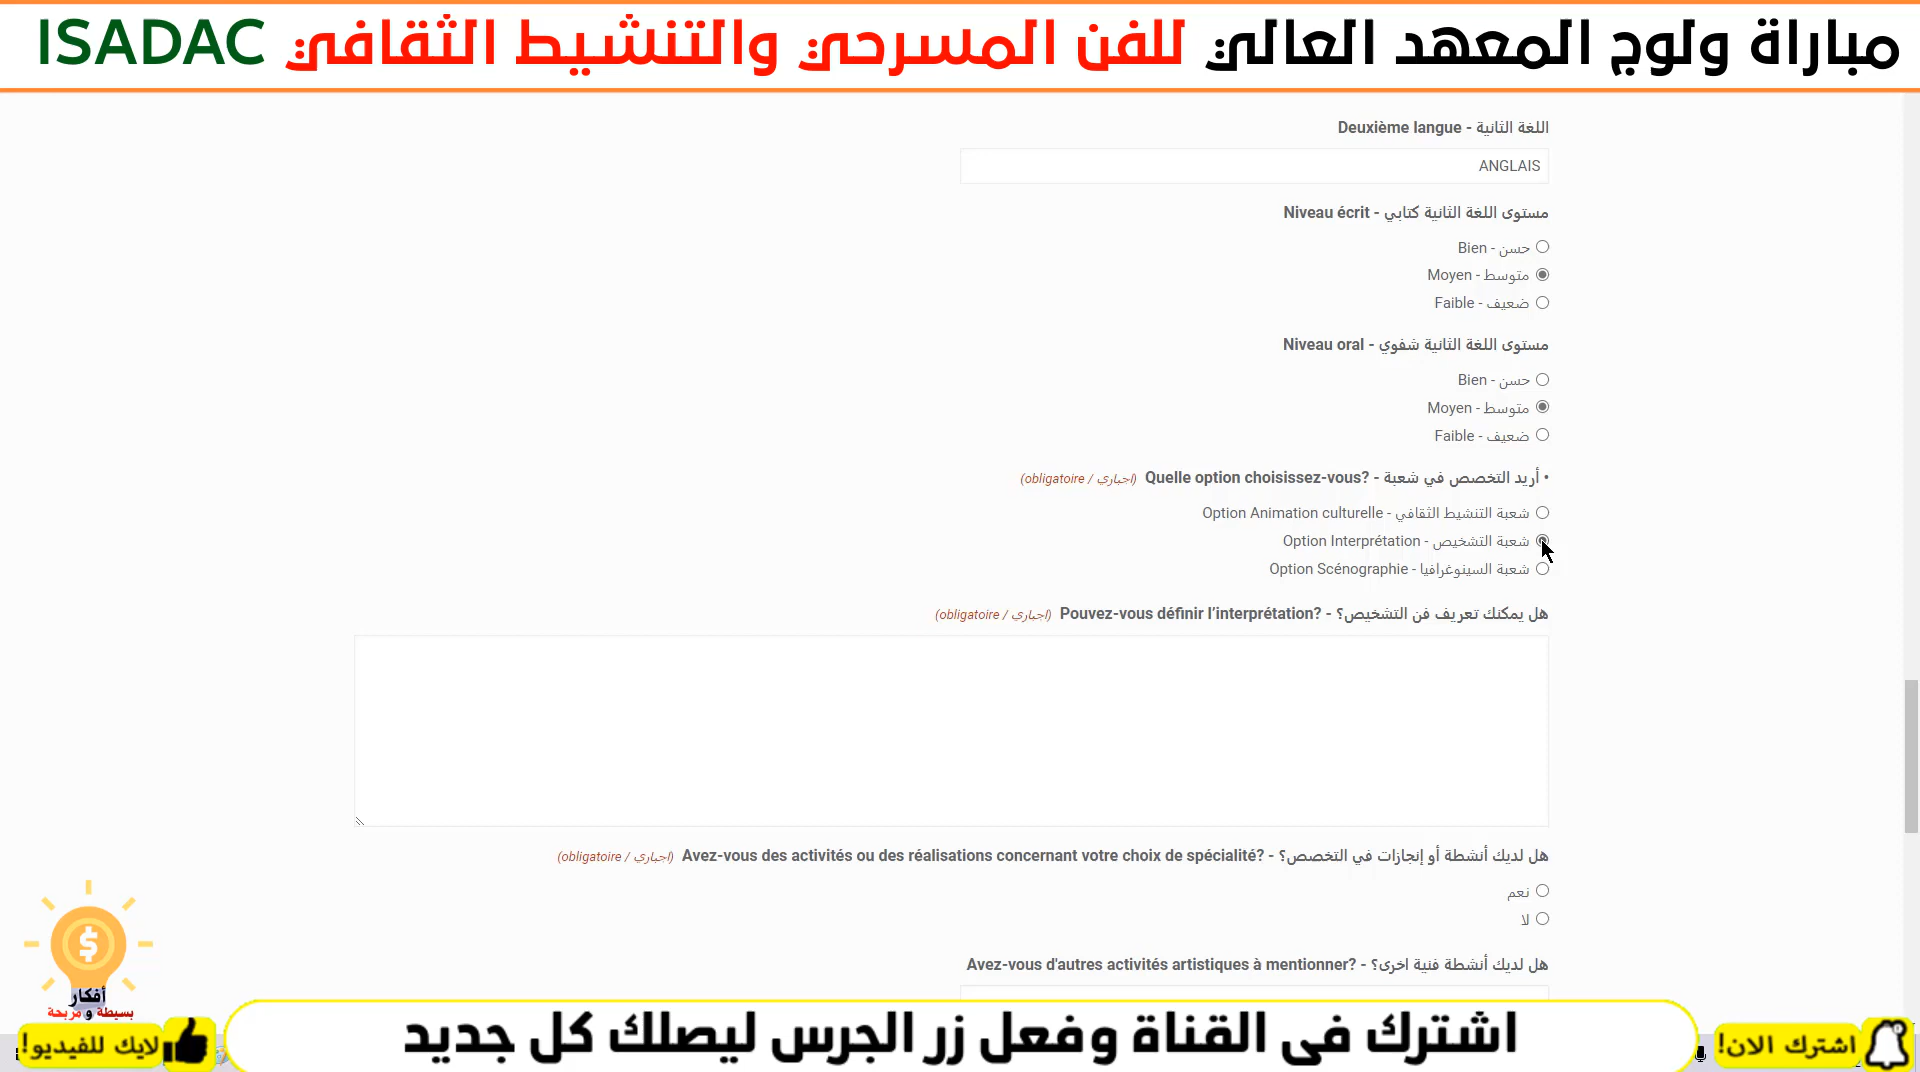 مباراة ولوج المعهد العالي للفن المسرحي والتنشيط الثقافي ISADAC
اللغة الثانية - Deuxième langue
ANGLAIS
مستوى اللغة الثانية كتابي - Niveau écrit
حسن - Bien
متوسط - Moyen
ضعيف - Faible
مستوى اللغة الثانية شفوي - Niveau oral
حسن - Bien
متوسط - Moyen
ضعيف - Faible
• أريد التخصص في شعبة - Quelle option choisissez-vous? (اجباري / obligatoire)
شعبة التنشيط الثقافي - Option Animation culturelle
شعبة التشخيص - Option Interprétation
شعبة السينوغرافيا - Option Scénographie
هل يمكنك تعريف فن التشخيص؟ - Pouvez-vous définir l’interprétation? (اجباري / obligatoire)
هل لديك أنشطة أو إنجازات في التخصص؟ - Avez-vous des activités ou des réalisations concernant votre choix de spécialité? (اجباري / obligatoire)
نعم
لا
هل لديك أنشطة فنية اخرى؟ - Avez-vous d'autres activités artistiques à mentionner?
$
أفكار
بسيطة و مربحة
اشترك الان!
اشترك فى القناة وفعل زر الجرس ليصلك كل جديد
لايك للفيديو!